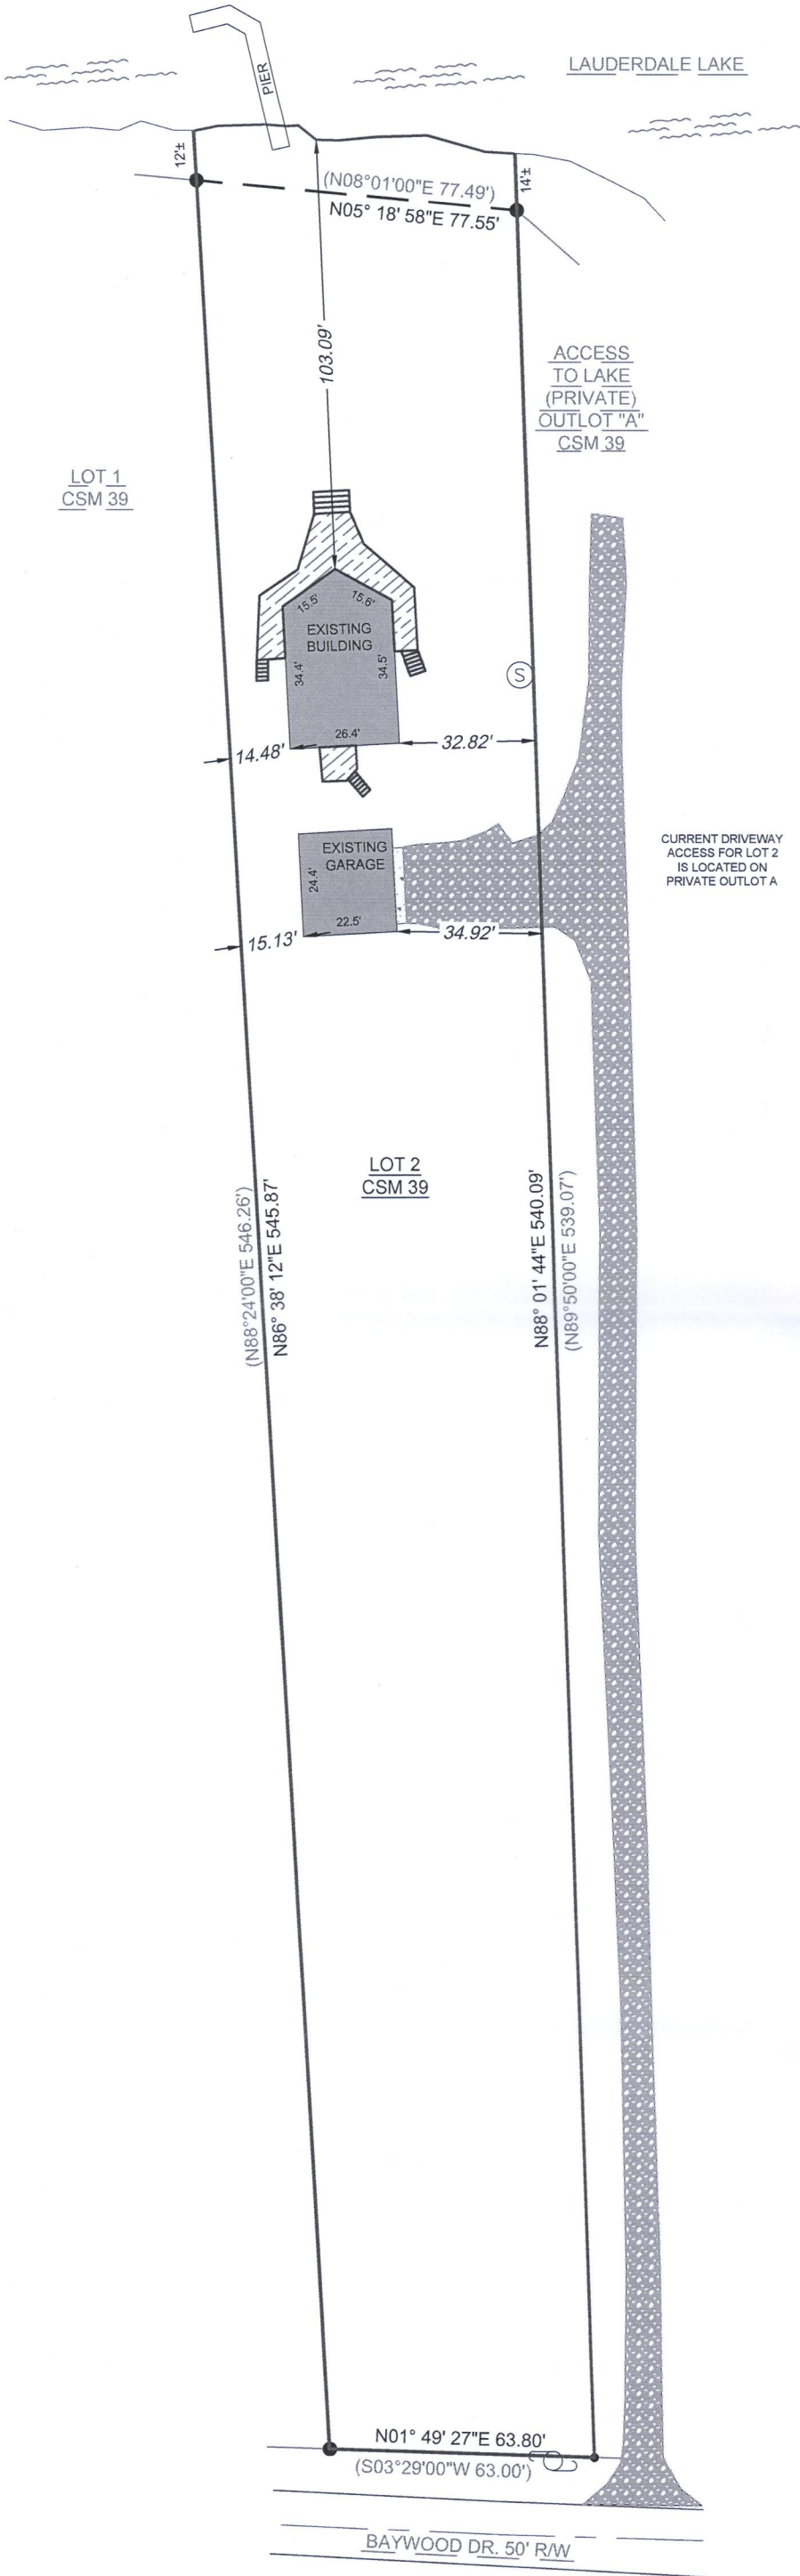 LAUDERDALE LAKE
PIER
12'±
14'±
(N08°01'00"E 77.49')
N05° 18' 58"E 77.55'
103.09'
ACCESS
TO LAKE
(PRIVATE)
OUTLOT "A"
CSM 39
LOT 1
CSM 39
15.5'
15.6'
EXISTING
BUILDING
34.4'
34.5'
S
26.4'
14.48'
32.82'
EXISTING
GARAGE
24.4'
22.5'
15.13'
34.92'
CURRENT DRIVEWAY
ACCESS FOR LOT 2
IS LOCATED ON
PRIVATE OUTLOT A
LOT 2
CSM 39
(N88°24'00"E 546.26')
N86° 38' 12"E 545.87'
N88° 01' 44"E 540.09'
(N89°50'00"E 539.07')
N01° 49' 27"E 63.80'
(S03°29'00"W 63.00')
BAYWOOD DR. 50' R/W